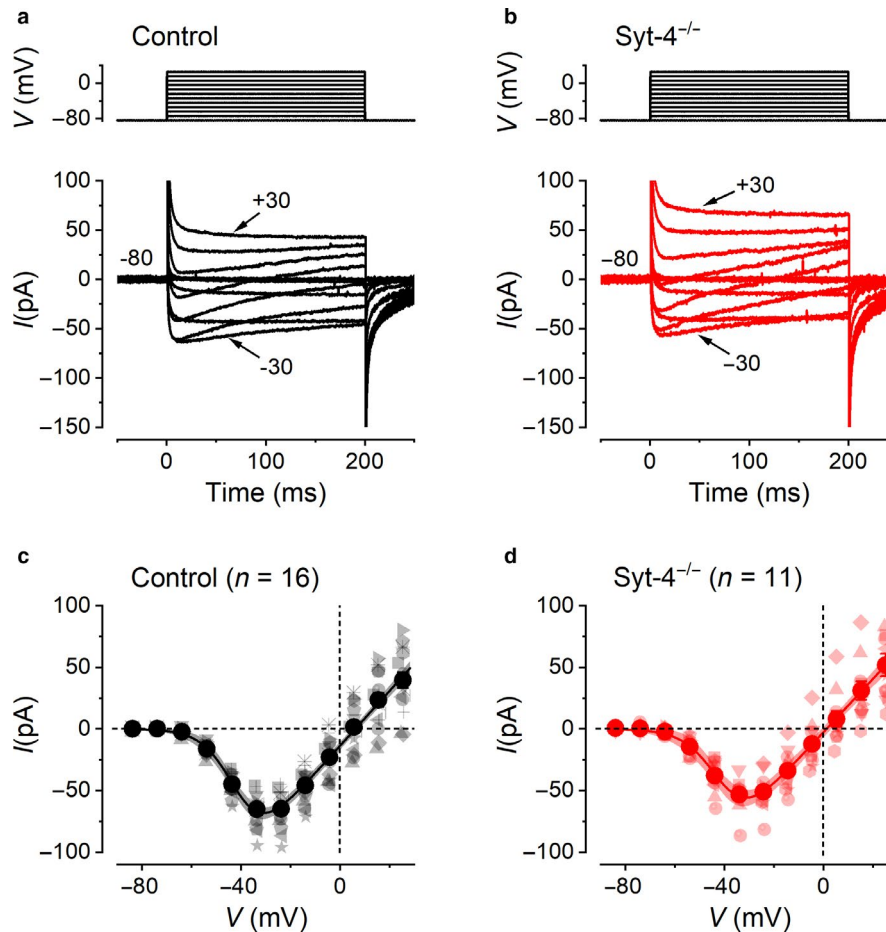 a
Control
V (mV)
0
−80
100
50
0
−50
−100
−150
I(pA)
+30
-80
-30
0
100
200
Time (ms)
b
Syt-4−/−
V (mV)
0
−80
100
50
0
−50
−100
−150
I(pA)
+30
-80
-30
0
100
200
Time (ms)
c
Control (n = 16)
100
50
0
−50
−100
I(pA)
−80
−40
0
V (mV)
d
Syt-4−/− (n = 11)
100
50
0
−50
−100
I(pA)
−80
−40
0
V (mV)